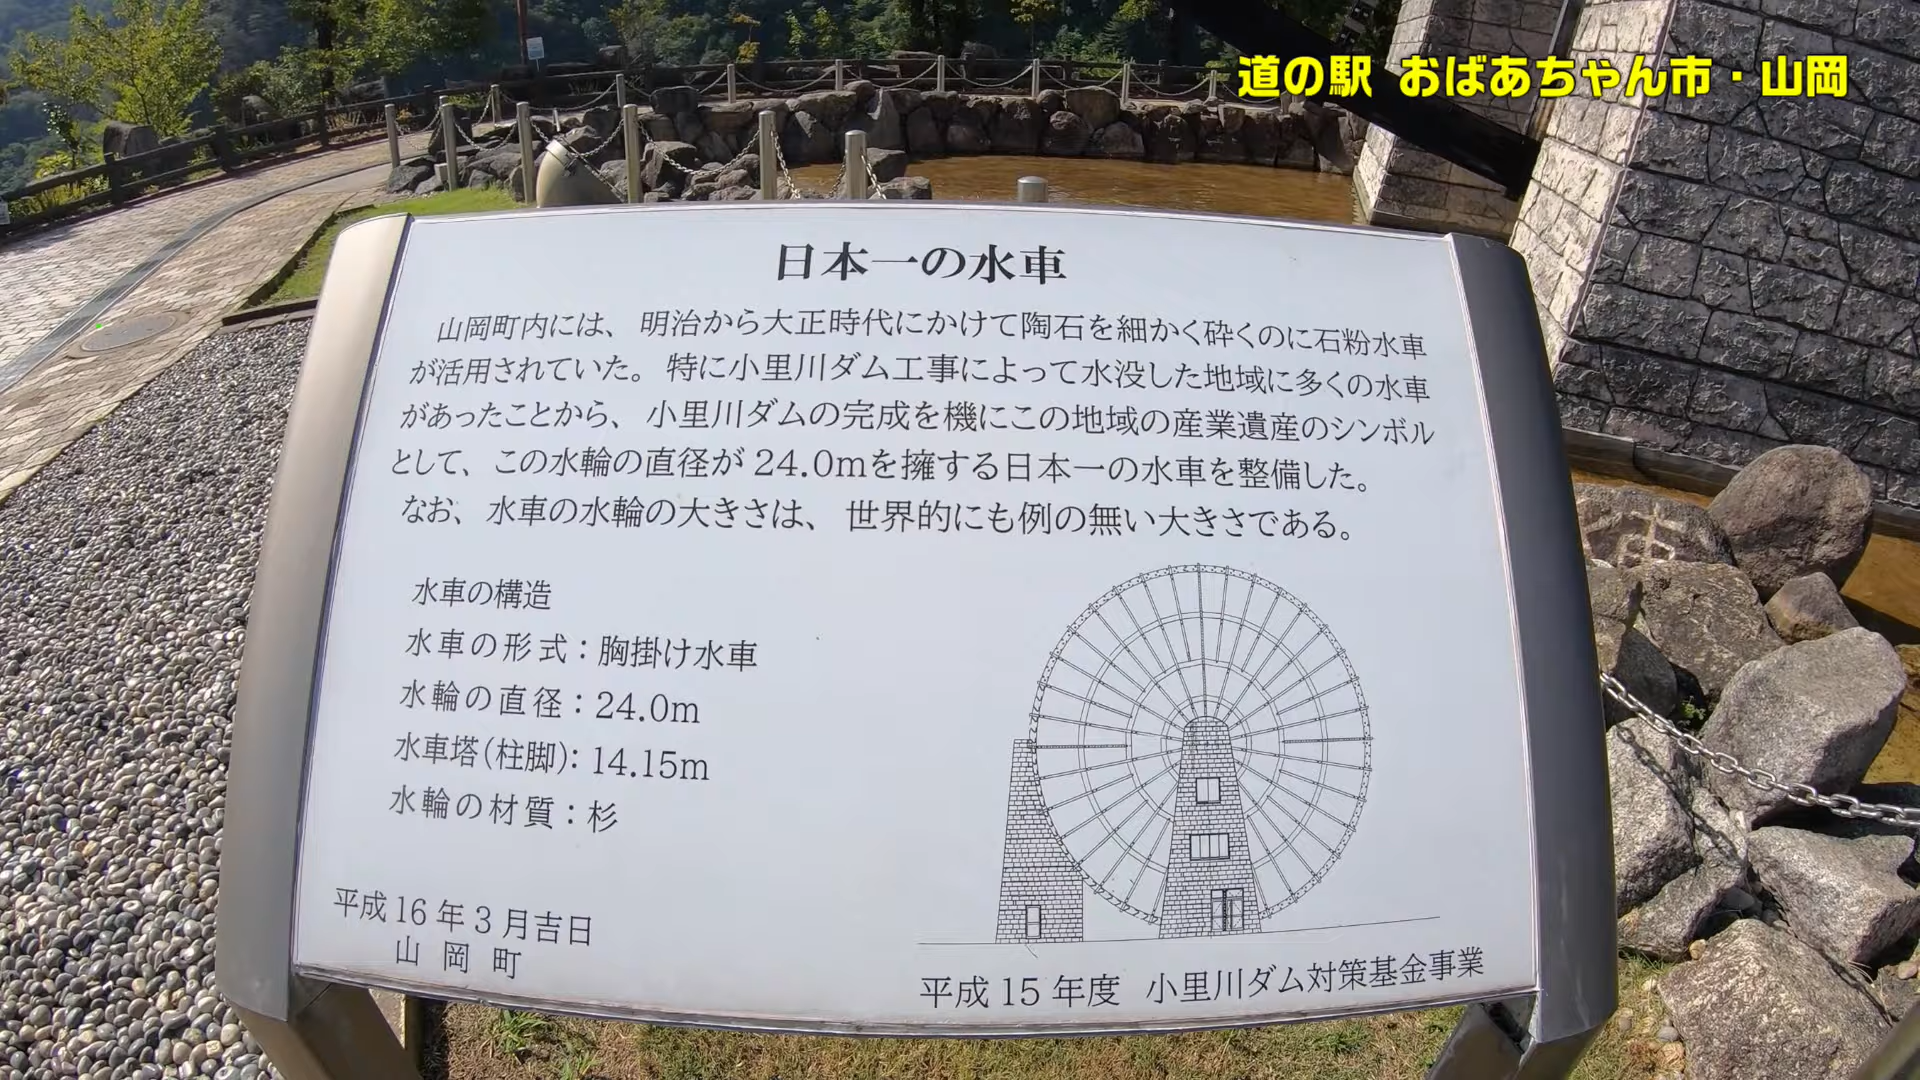 道の駅 おばあちゃん市・山岡
日本一の水車
山岡町内には、明治から大正時代にかけて陶石を細かく砕くのに石粉水車
が活用されていた。特に小里川ダム工事によって水没した地域に多くの水車
があったことから、小里川ダムの完成を機にこの地域の産業遺産のシンボル
として、この水輪の直径が24.0mを擁する日本一の水車を整備した。
なお、水車の水輪の大きさは、世界的にも例の無い大きさである。
水車の構造
水車の形式：胸掛け水車
水輪の直径：24.0m
水車塔(柱脚)：14.15m
水輪の材質：杉
平成16年3月吉日
山岡町
平成15年度 小里川ダム対策基金事業